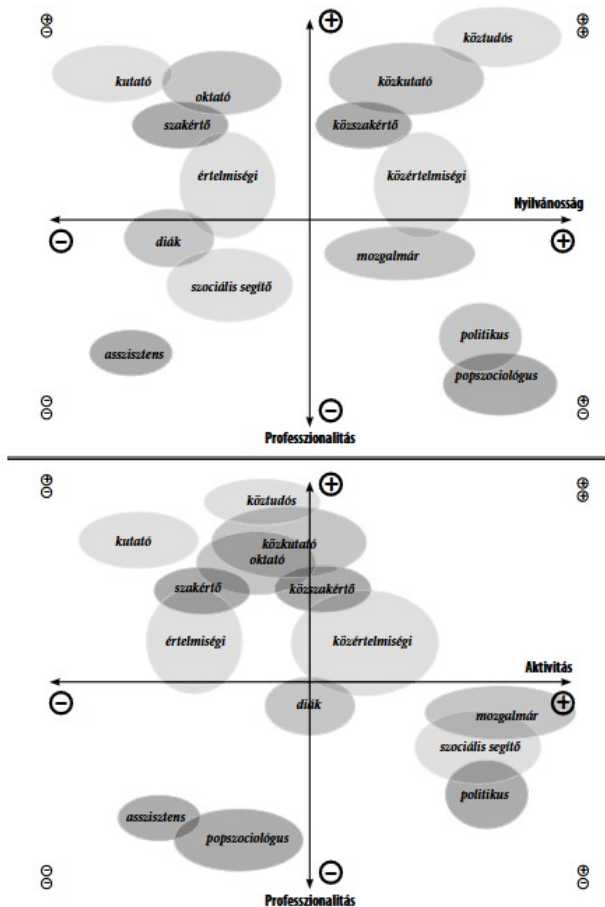 köztudós
kutató
közkutató
oktató
szakértő
közszakértő
értelmiségi
közértelmiségi
Nyilvánosság
diák
mozgalmár
szociális segítő
politikus
asszisztens
popszociológus
Professzionalitás
köztudós
kutató
közkutató
oktató
szakértő
közszakértő
értelmiségi
közértelmiségi
Aktivitás
diák
mozgalmár
szociális segítő
politikus
asszisztens
popszociológus
Professzionalitás